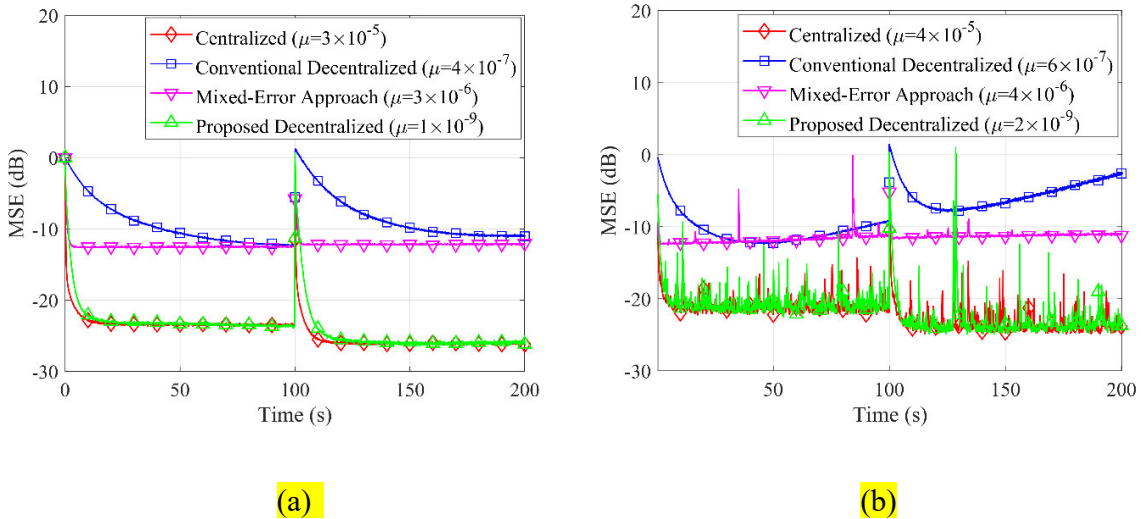 20
10
0
-10
-20
-30
MSE (dB)
Centralized (μ=3×10⁻⁵)
Conventional Decentralized (μ=4×10⁻⁷)
Mixed-Error Approach (μ=3×10⁻⁶)
Proposed Decentralized (μ=1×10⁻⁹)
0 50 100 150 200
Time (s)
(a)
20
10
0
-10
-20
-30
MSE (dB)
Centralized (μ=4×10⁻⁵)
Conventional Decentralized (μ=6×10⁻⁷)
Mixed-Error Approach (μ=4×10⁻⁶)
Proposed Decentralized (μ=2×10⁻⁹)
0 50 100 150 200
Time (s)
(b)